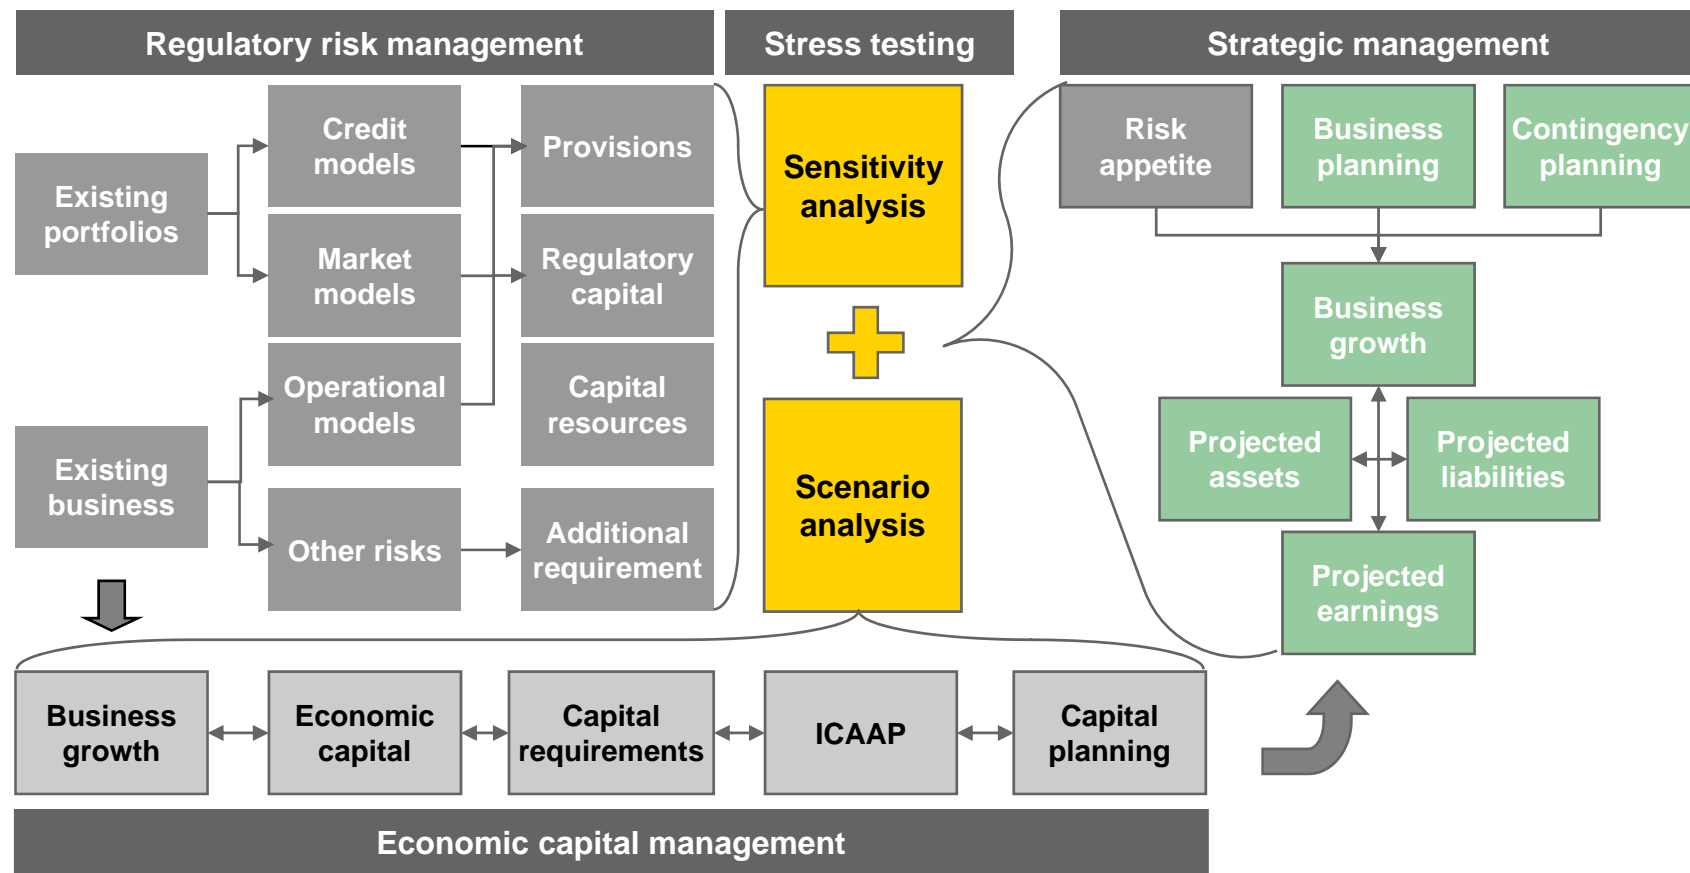 Regulatory risk management
Stress testing
Strategic management
Existing
portfolios
Existing
business
Credit
models
Market
models
Operational
models
Other risks
Provisions
Regulatory
capital
Capital
resources
Additional
requirement
Sensitivity
analysis
Scenario
analysis
Risk
appetite
Business
planning
Contingency
planning
Business
growth
Projected
assets
Projected
liabilities
Projected
earnings
Business
growth
Economic
capital
Capital
requirements
ICAAP
Capital
planning
Economic capital management